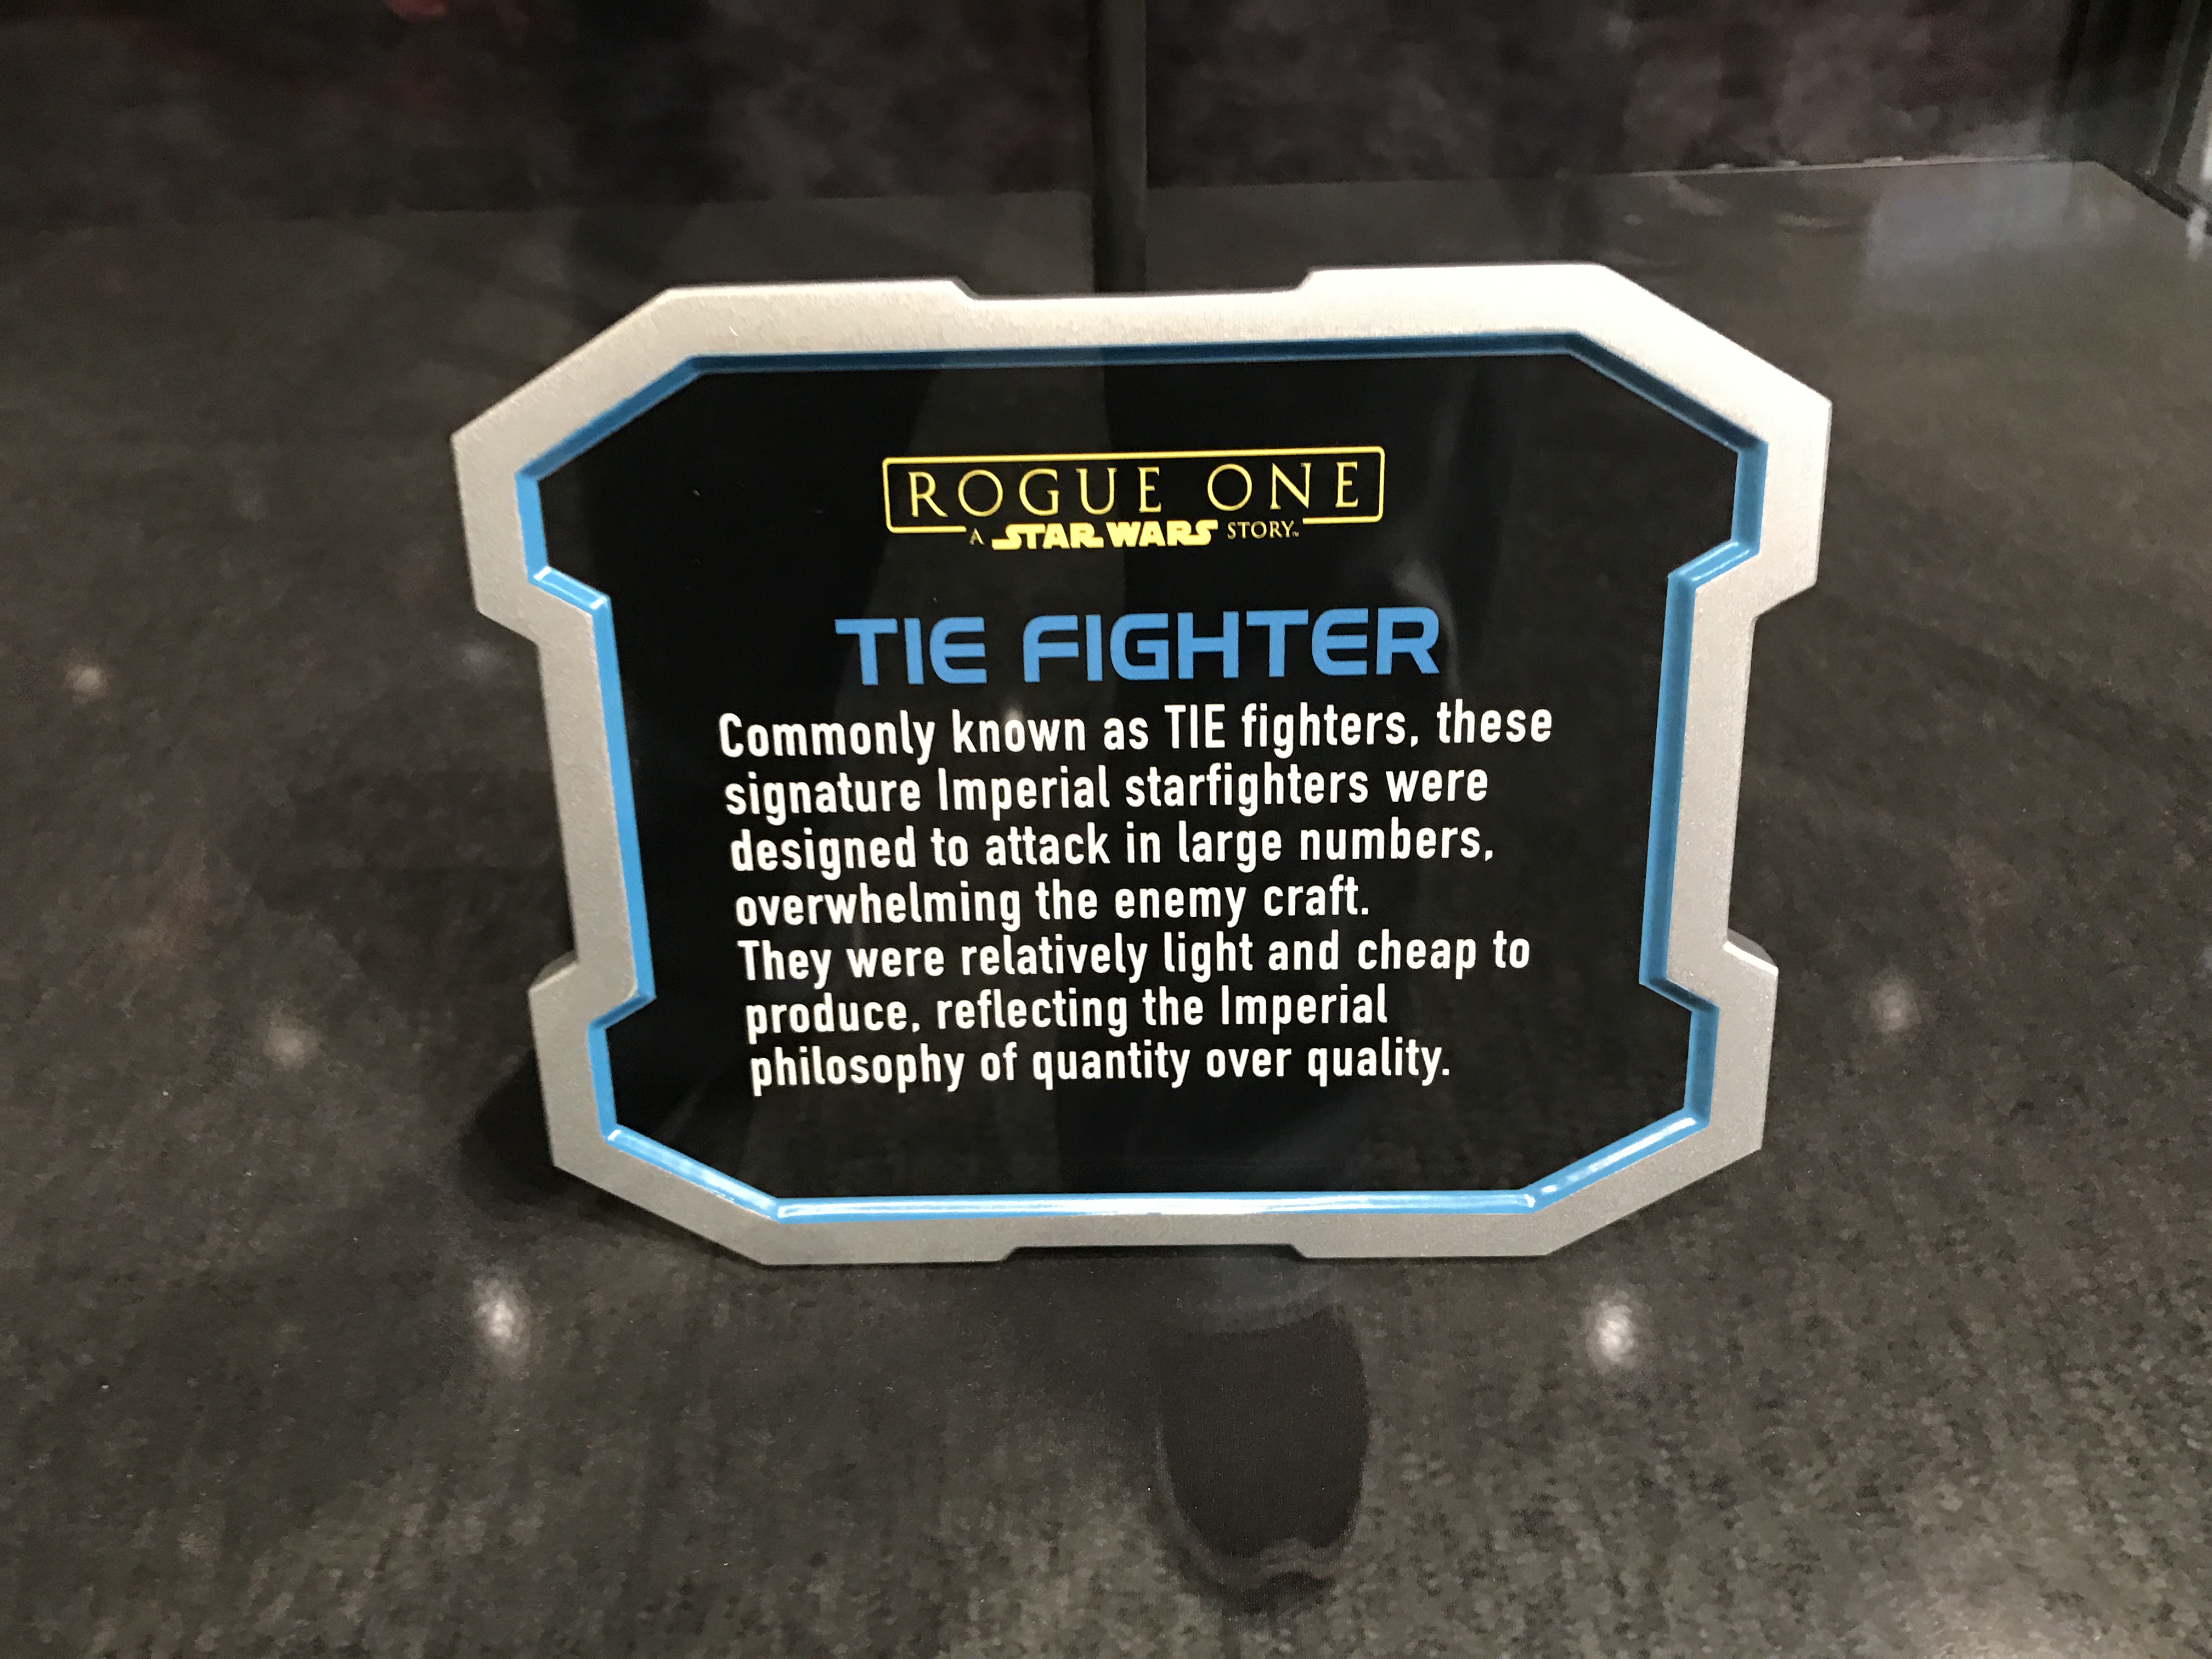 ROGUE ONE
A STAR WARS STORY™
TIE FIGHTER
Commonly known as TIE fighters, these
signature Imperial starfighters were
designed to attack in large numbers,
overwhelming the enemy craft.
They were relatively light and cheap to
produce, reflecting the Imperial
philosophy of quantity over quality.